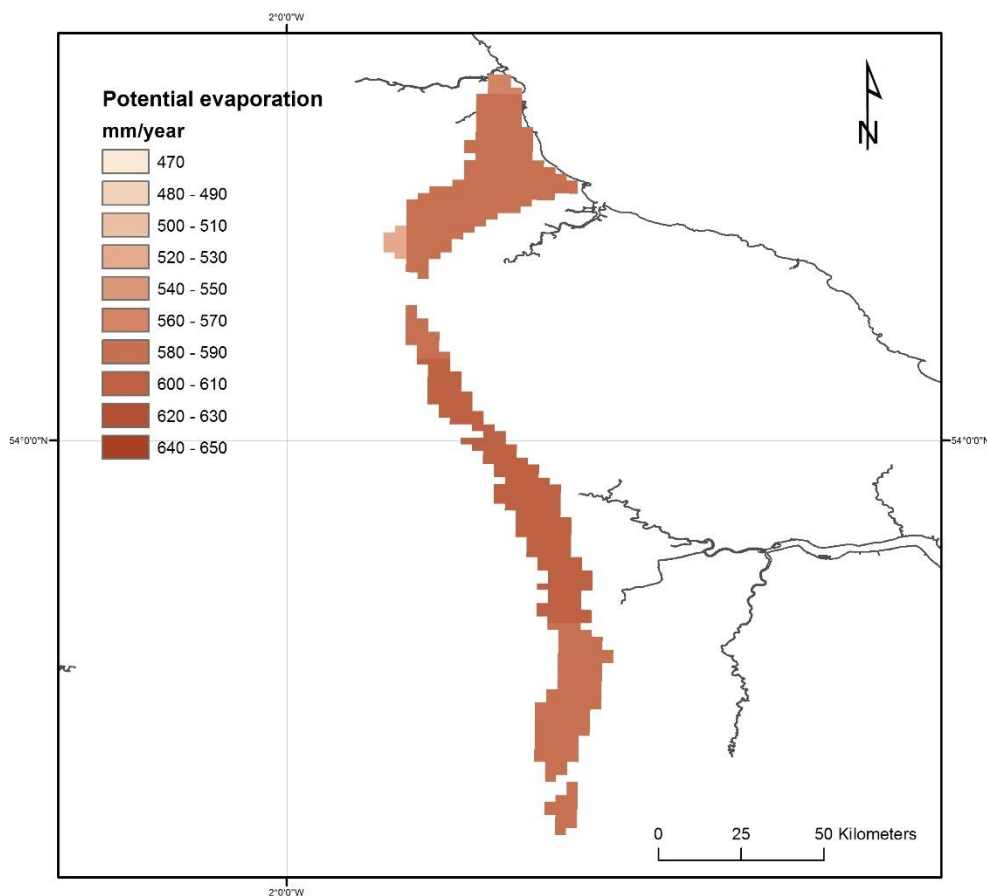 2°0'0"W
Potential evaporation
mm/year
470
480 - 490
500 - 510
520 - 530
540 - 550
560 - 570
580 - 590
600 - 610
620 - 630
640 - 650
N
54°0'0"N
54°0'0"N
0 25 50 Kilometers
2°0'0"W